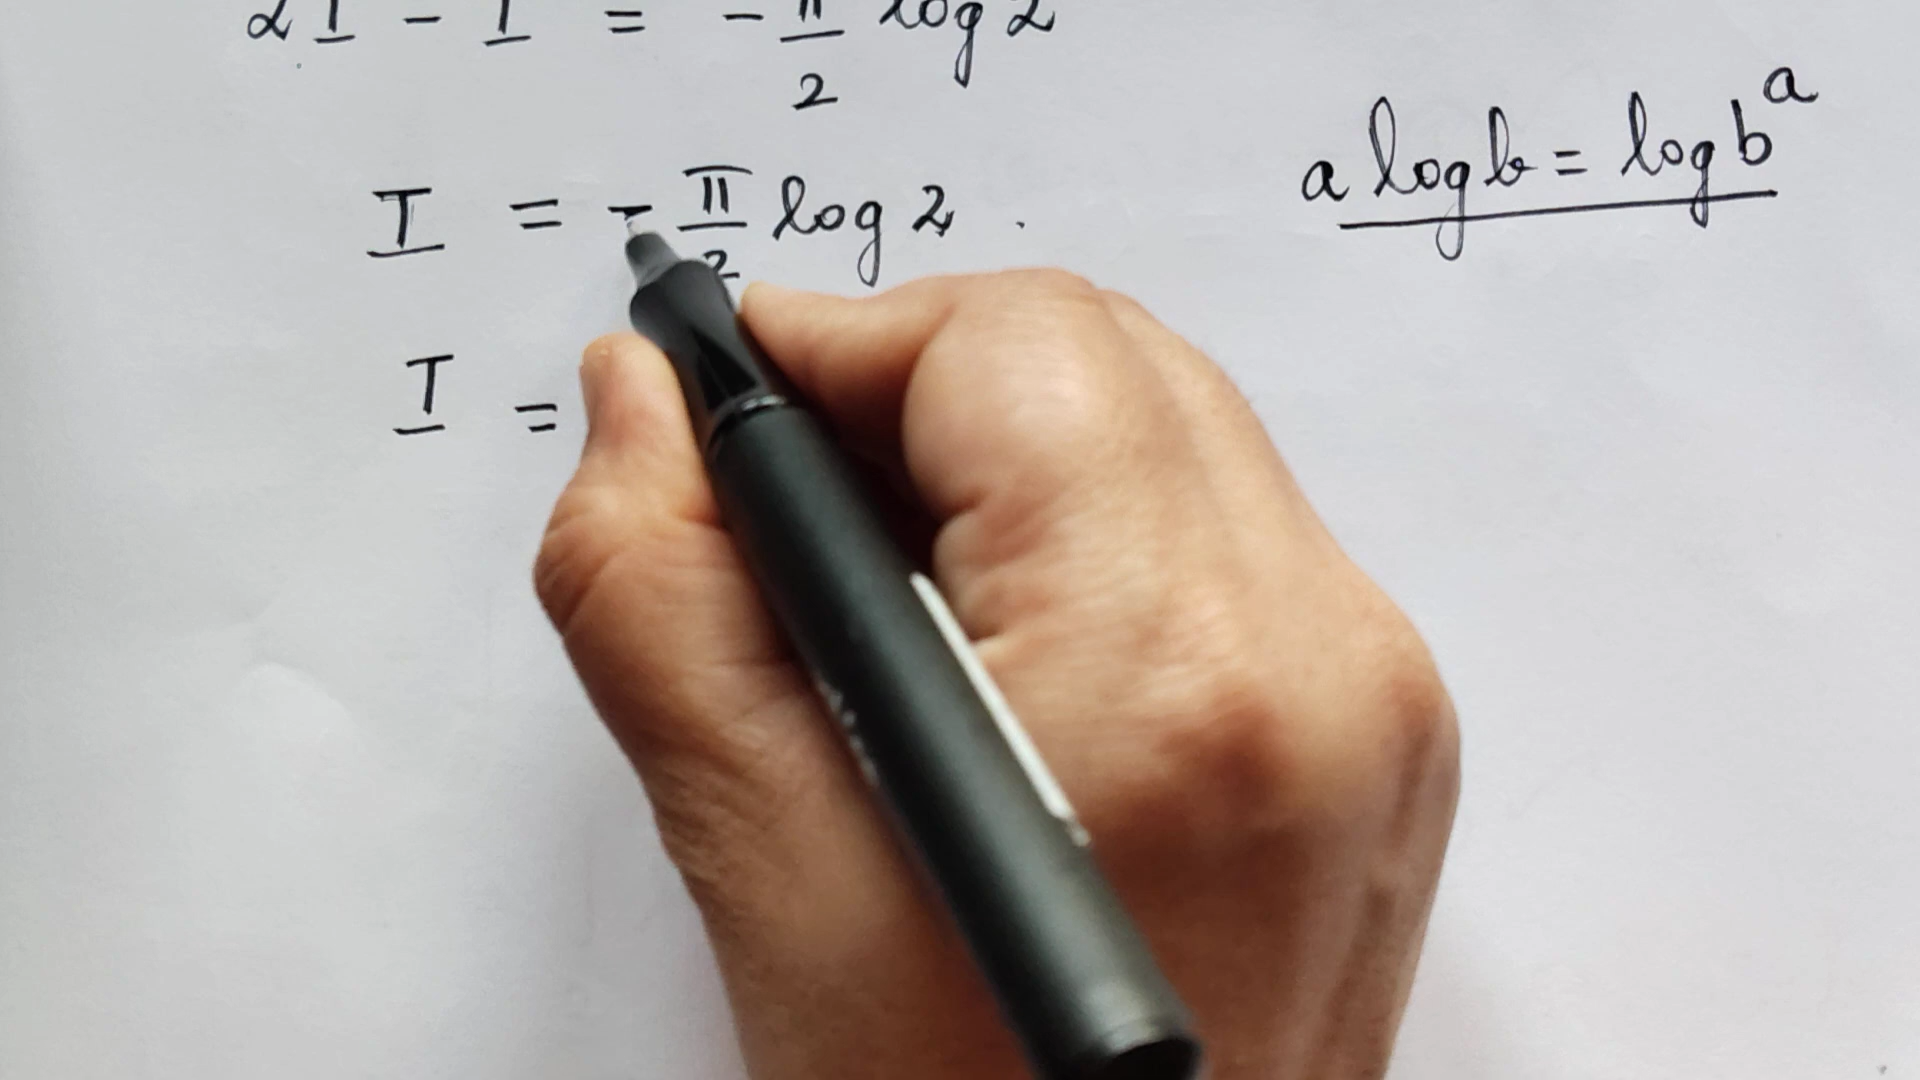 2I - I = - π/2 log 2
a log b = log b^a
I = - π/2 log 2 .
I =